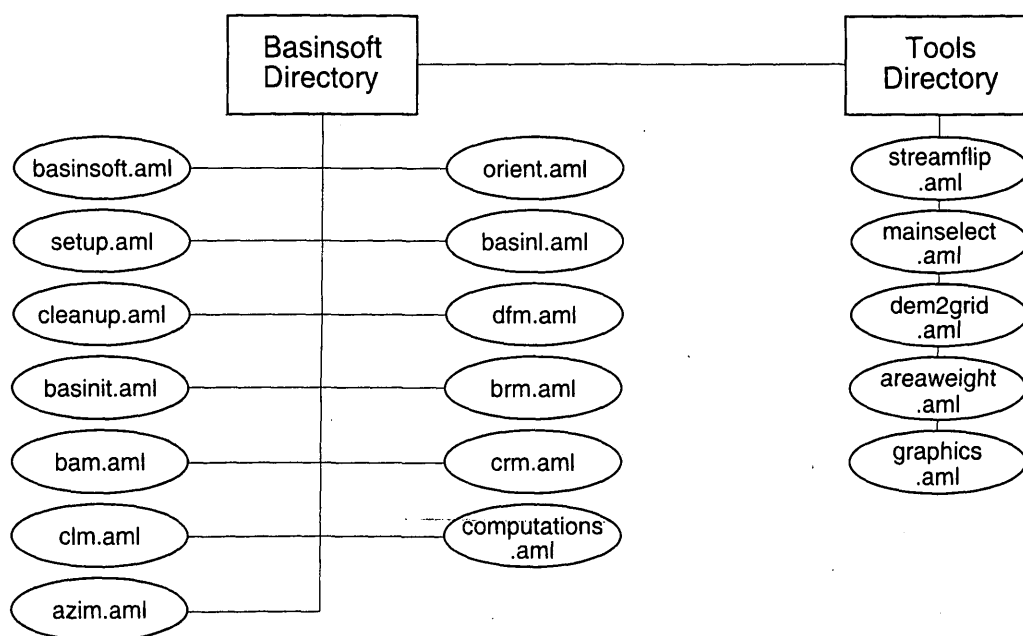 Basinsoft
Directory
Tools
Directory
basinsoft.aml
orient.aml
streamflip
.aml
setup.aml
basinl.aml
mainselect
.aml
cleanup.aml
dfm.aml
dem2grid
.aml
basinit.aml
brm.aml
areaweight
.aml
bam.aml
crm.aml
graphics
.aml
clm.aml
computations
.aml
azim.aml